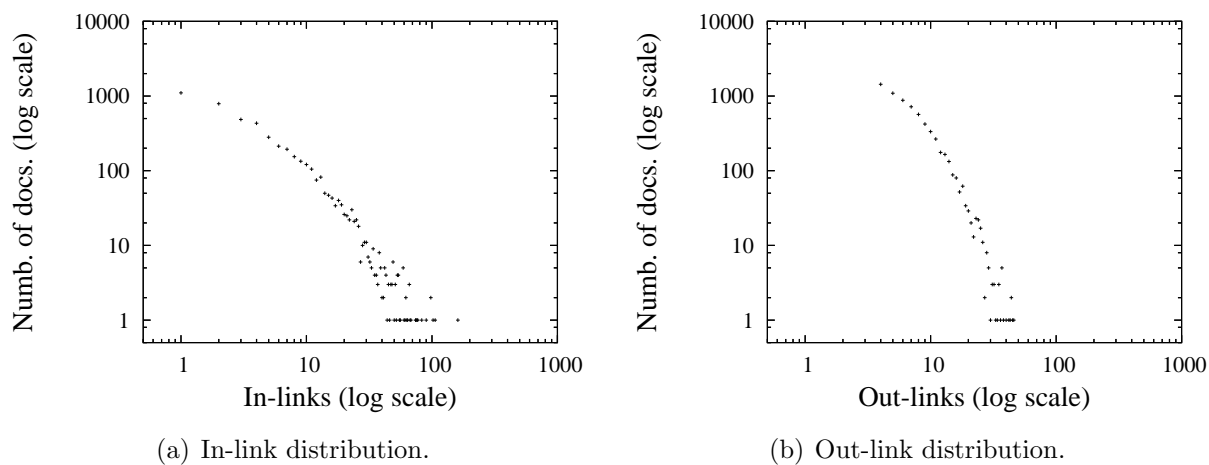 10000
1000
100
10
1
Numb. of docs. (log scale)
1 10 100 1000
In-links (log scale)
(a) In-link distribution.
10000
1000
100
10
1
Numb. of docs. (log scale)
1 10 100 1000
Out-links (log scale)
(b) Out-link distribution.